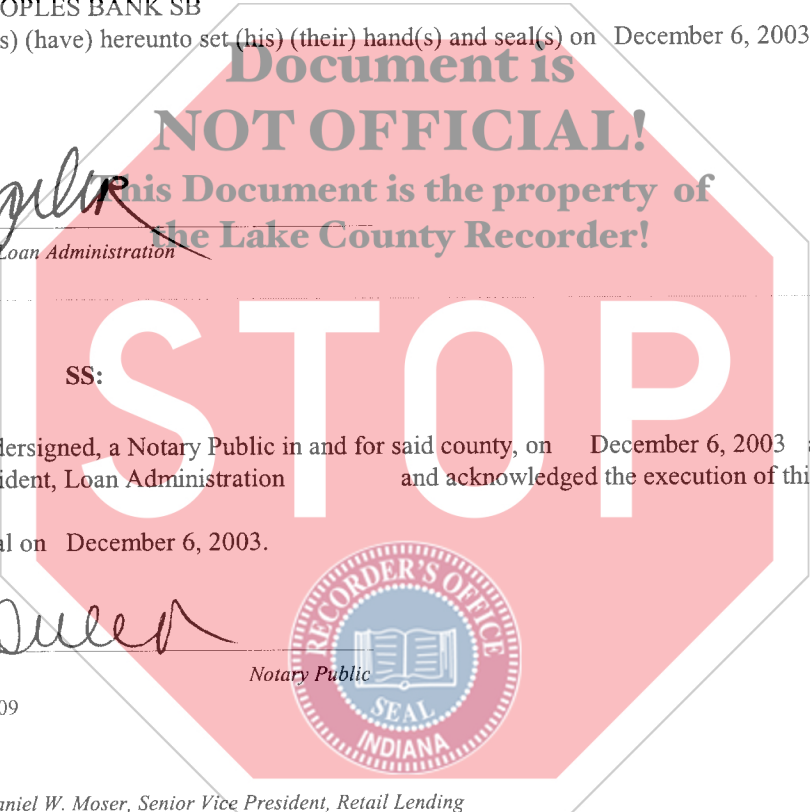 OPLES BANK SB
s) (have) hereunto set (his) (their) hand(s) and seal(s) on December 6, 2003
Document is
NOT OFFICIAL!
This Document is the property of
the Lake County Recorder!
Loan Administration
STOP
SS:
dersigned, a Notary Public in and for said county, on December 6, 2003
ident, Loan Administration and acknowledged the execution of thi
al on December 6, 2003.
RECORDER'S OFFICE
SEAL
INDIANA
Notary Public
09
aniel W. Moser, Senior Vice President, Retail Lending